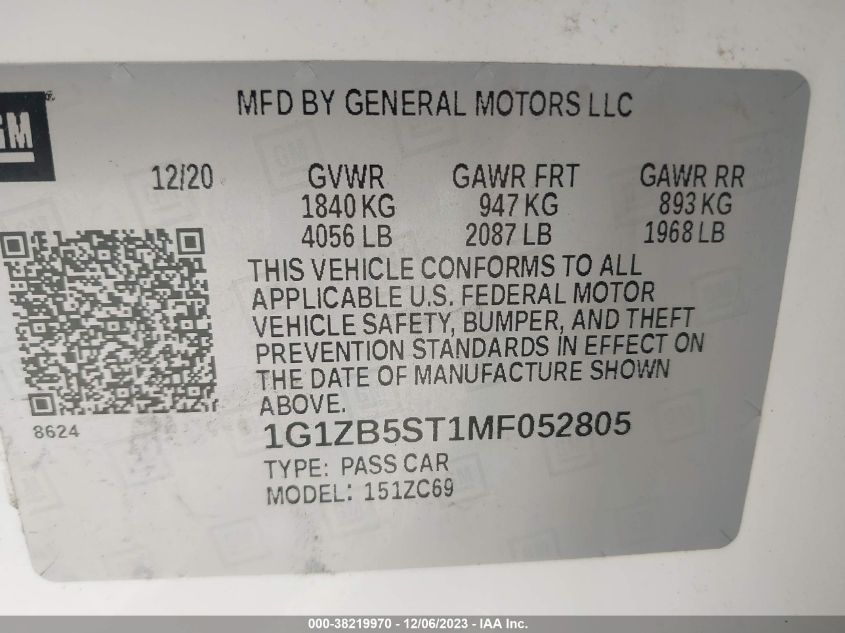 GM
MFD BY GENERAL MOTORS LLC
12/20 GVWR GAWR FRT GAWR RR
1840 KG 947 KG 893 KG
4056 LB 2087 LB 1968 LB
THIS VEHICLE CONFORMS TO ALL
APPLICABLE U.S. FEDERAL MOTOR
VEHICLE SAFETY, BUMPER, AND THEFT
PREVENTION STANDARDS IN EFFECT ON
THE DATE OF MANUFACTURE SHOWN
ABOVE.
8624
1G1ZB5ST1MF052805
TYPE: PASS CAR
MODEL: 151ZC69
000-38219970 - 12/06/2023 - IMAGED BY IAA, Inc.